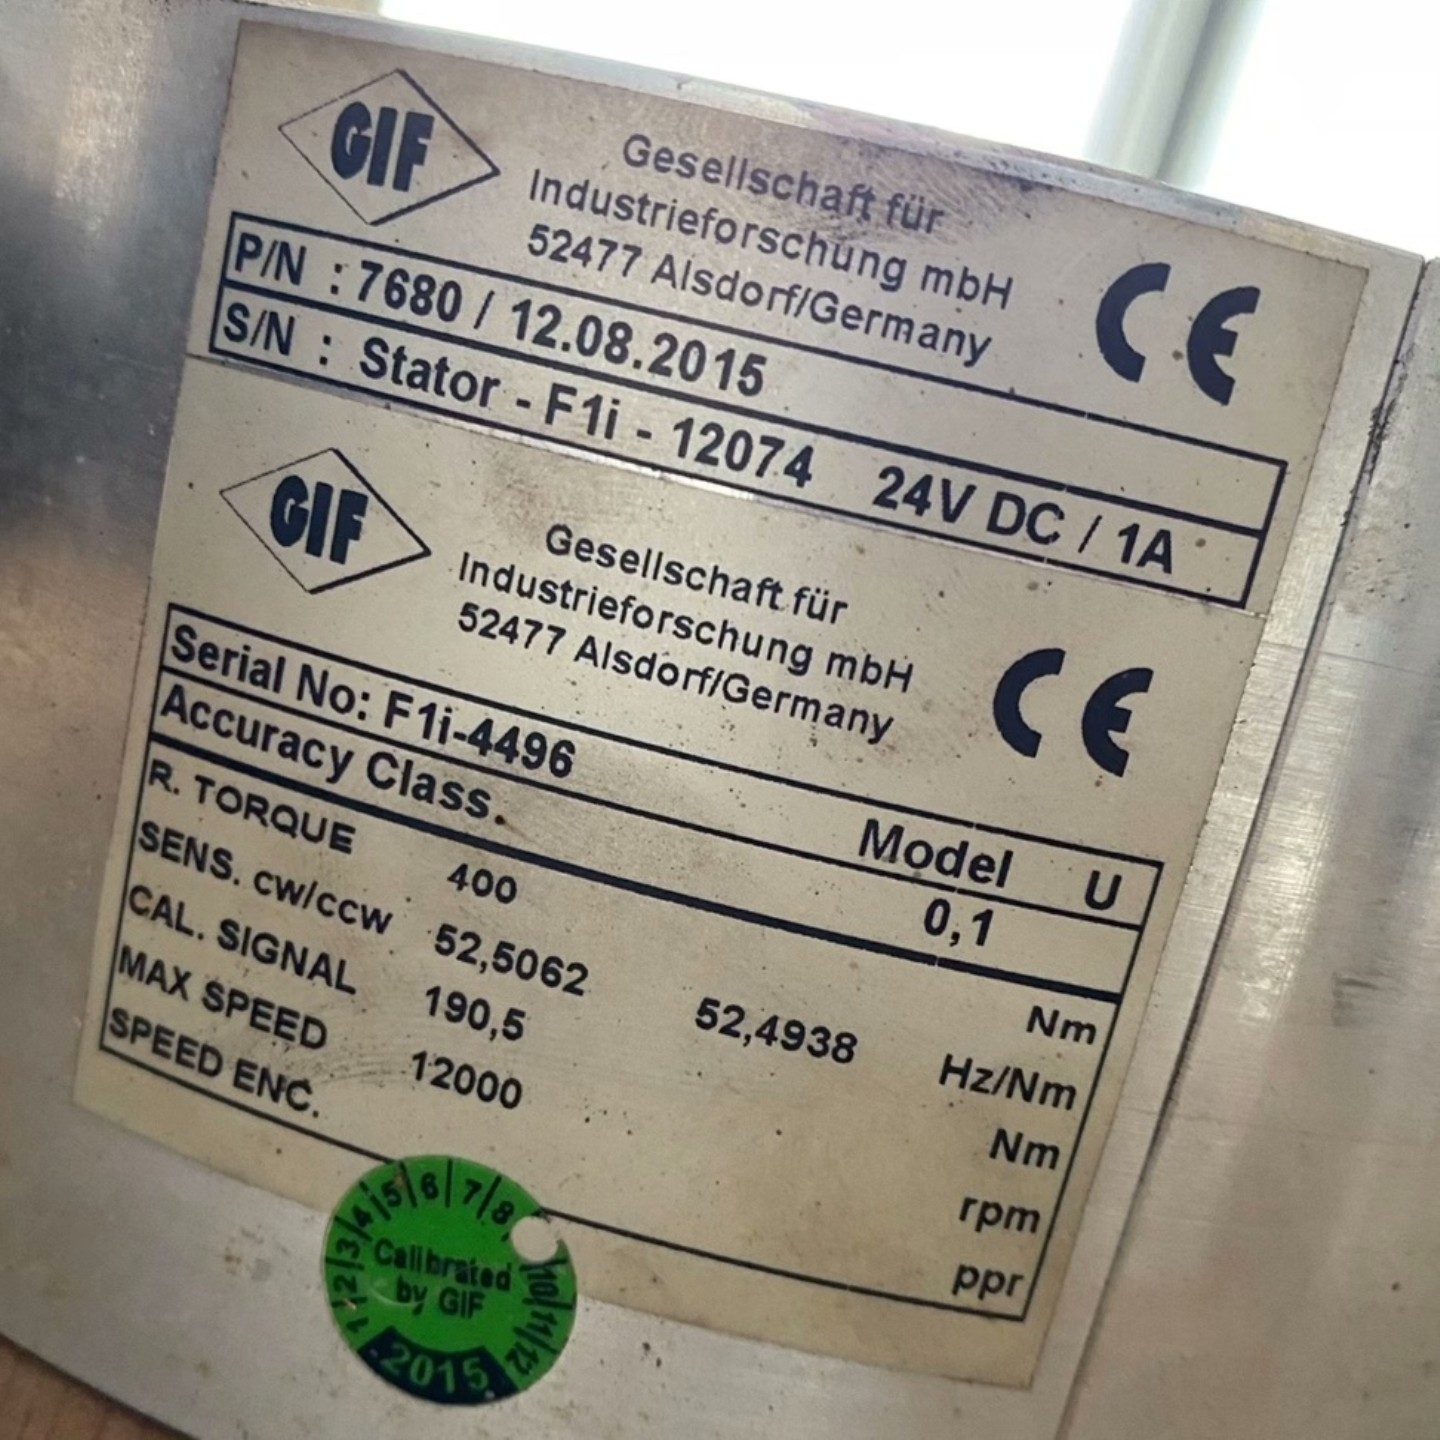 GIF
Gesellschaft für
Industrieforschung mbH
52477 Alsdorf/Germany
CE
P/N : 7680 / 12.08.2015
S/N : Stator - F1i - 12074 24V DC / 1A
GIF
Gesellschaft für
Industrieforschung mbH
52477 Alsdorf/Germany
CE
Serial No: F1i-4496 Model U
Accuracy Class. 0,1
R. TORQUE 400 Nm
SENS. cw/ccw 52,5062 52,4938 Hz/Nm
CAL. SIGNAL 190,5 Nm
MAX SPEED 12000 rpm
SPEED ENC. ppr
1 2 3 4 5 6 7 8 10 11 12
Calibrated
by GIF
2015